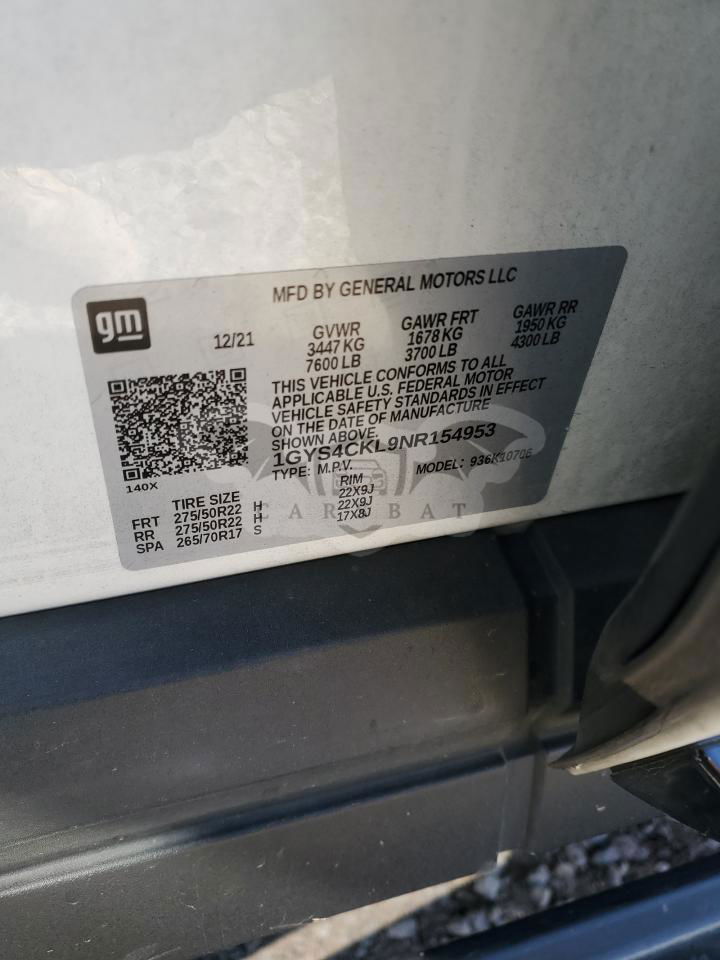 MFD BY GENERAL MOTORS LLC
gm
12/21
GVWR GAWR FRT GAWR RR
3447 KG 1678 KG 1950 KG
7600 LB 3700 LB 4300 LB
THIS VEHICLE CONFORMS TO ALL
APPLICABLE U.S. FEDERAL MOTOR
VEHICLE SAFETY STANDARDS IN EFFECT
ON THE DATE OF MANUFACTURE
SHOWN ABOVE.
1GYS4CKL9NR154953
TYPE: M.P.V. MODEL:
140X
TIRE SIZE RIM
FRT 275/50R22 H 22X9J
RR 275/50R22 H 22X9J
SPA 265/70R17 S 17X8J
CAR BAT